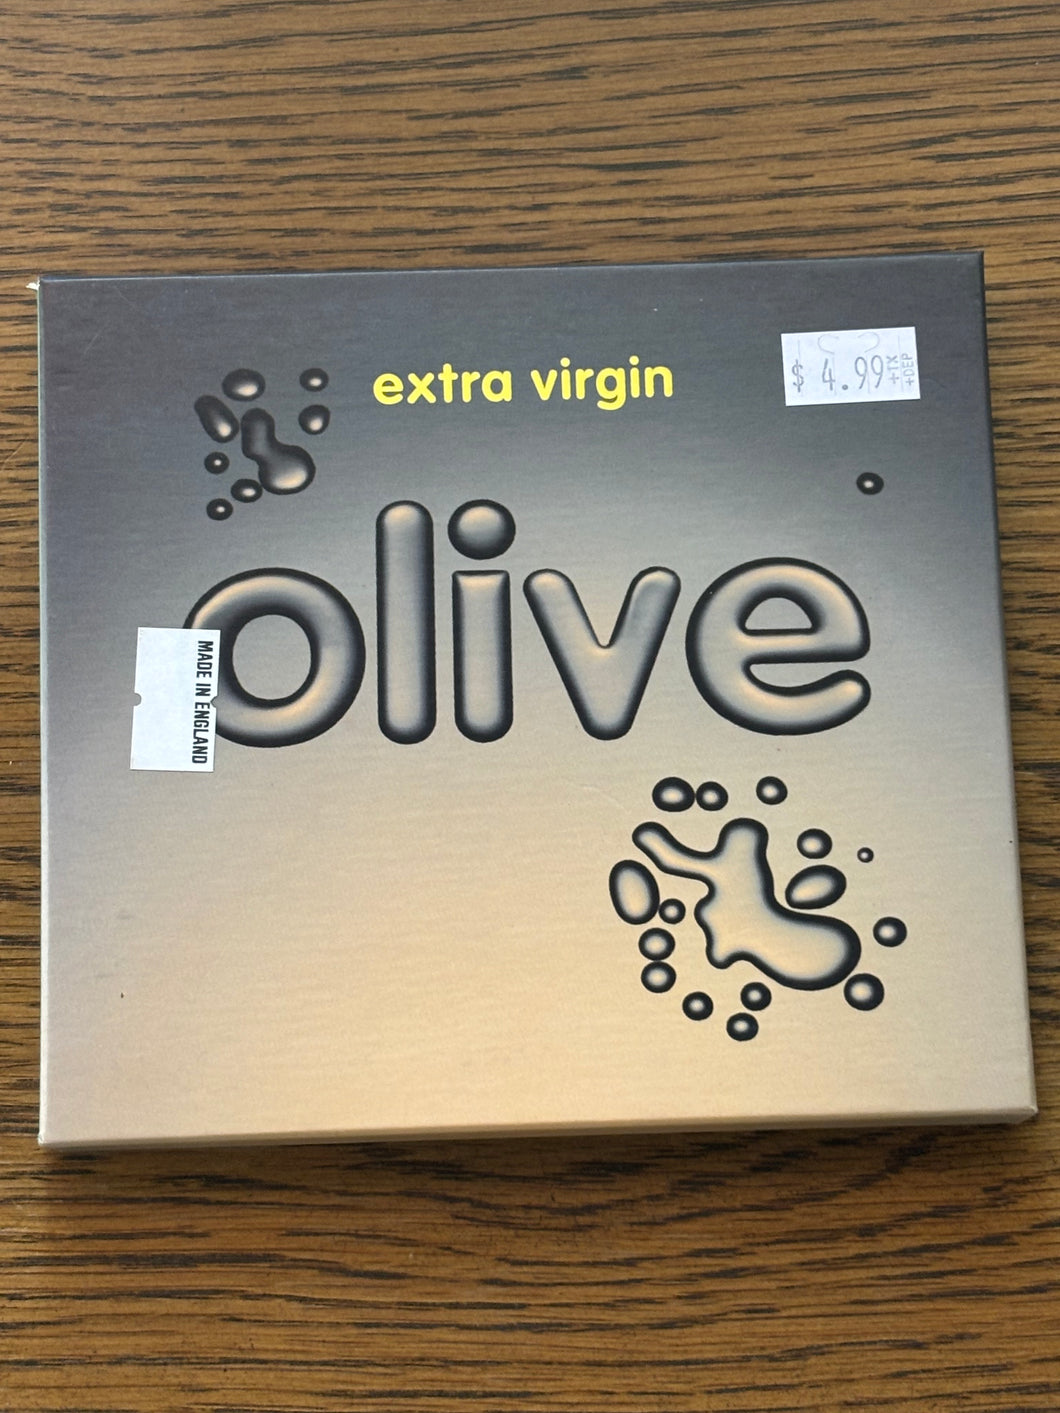 extra virgin
$ 4.99 +TX +DEP
olive
MADE IN ENGLAND